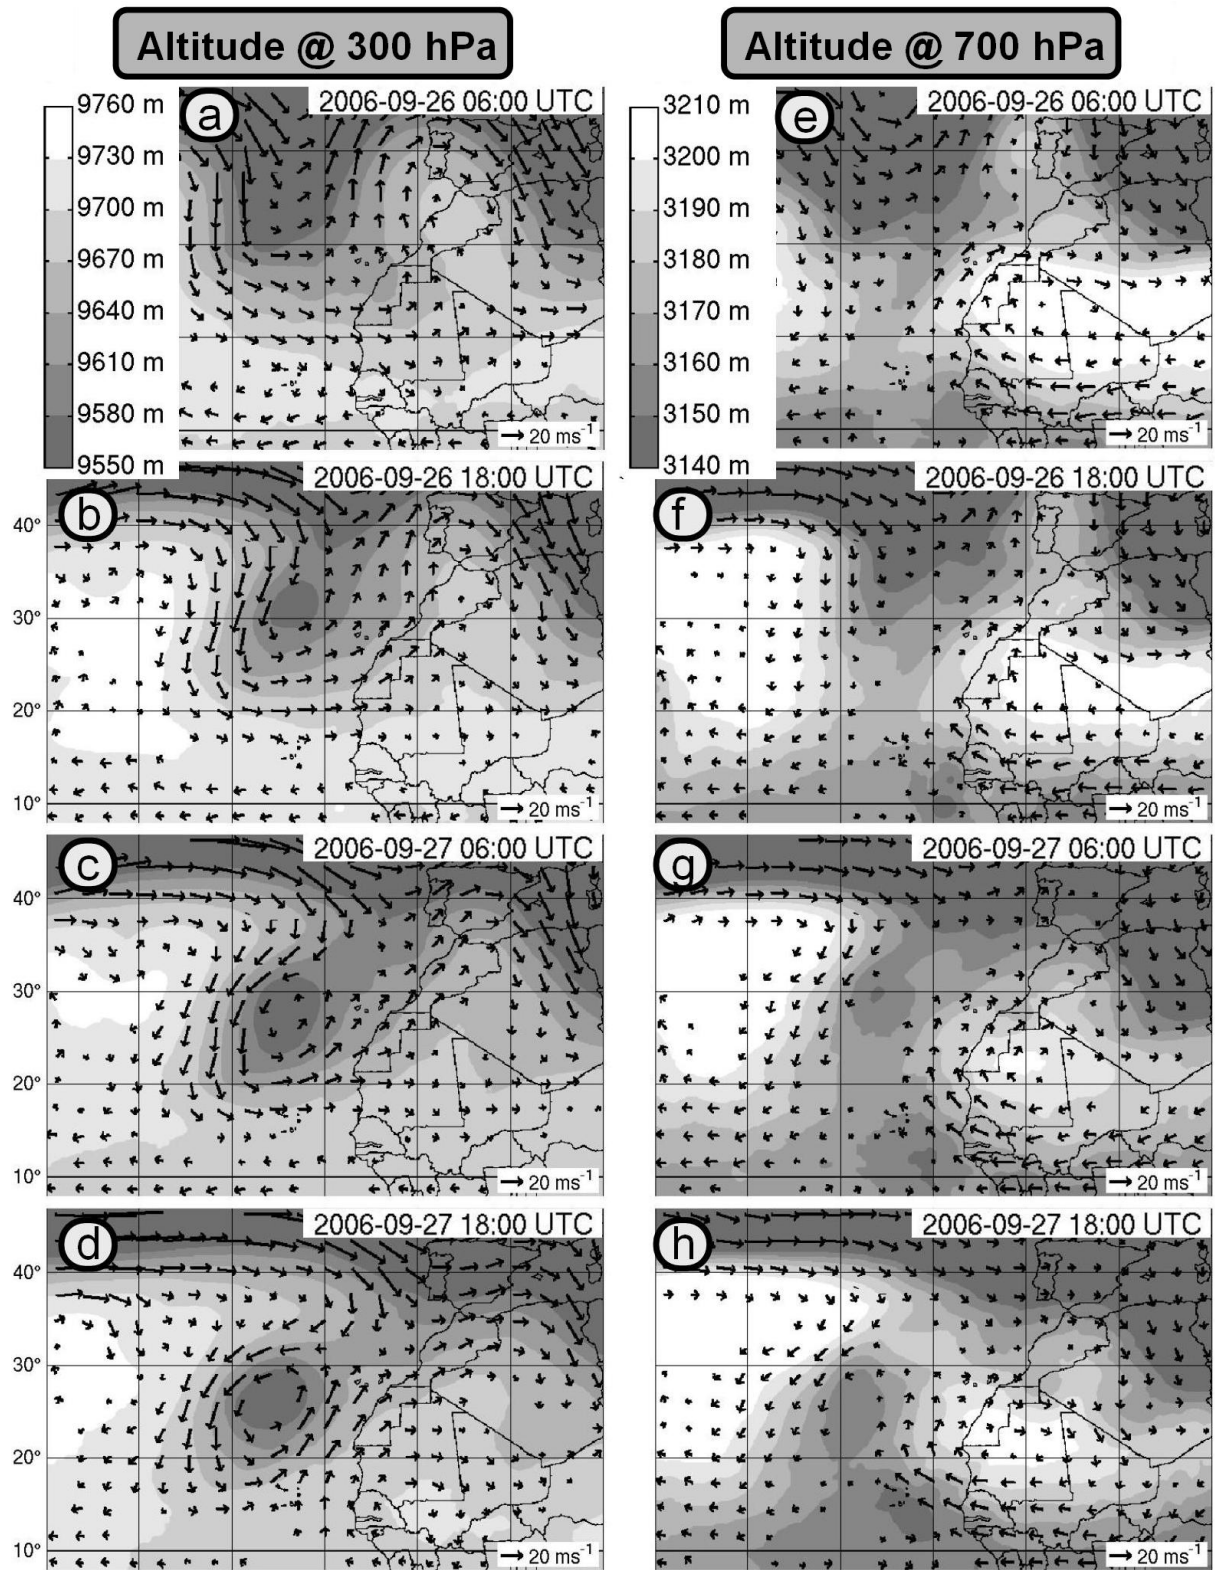 Altitude @ 300 hPa
Altitude @ 700 hPa
9760 m
9730 m
9700 m
9670 m
9640 m
9610 m
9580 m
9550 m
a
2006-09-26 06:00 UTC
20 ms-1
3210 m
3200 m
3190 m
3180 m
3170 m
3160 m
3150 m
3140 m
e
2006-09-26 06:00 UTC
20 ms-1
b
2006-09-26 18:00 UTC
40°
30°
20°
10°
20 ms-1
f
2006-09-26 18:00 UTC
20 ms-1
c
2006-09-27 06:00 UTC
40°
30°
20°
10°
20 ms-1
g
2006-09-27 06:00 UTC
20 ms-1
d
2006-09-27 18:00 UTC
40°
30°
20°
10°
20 ms-1
h
2006-09-27 18:00 UTC
20 ms-1